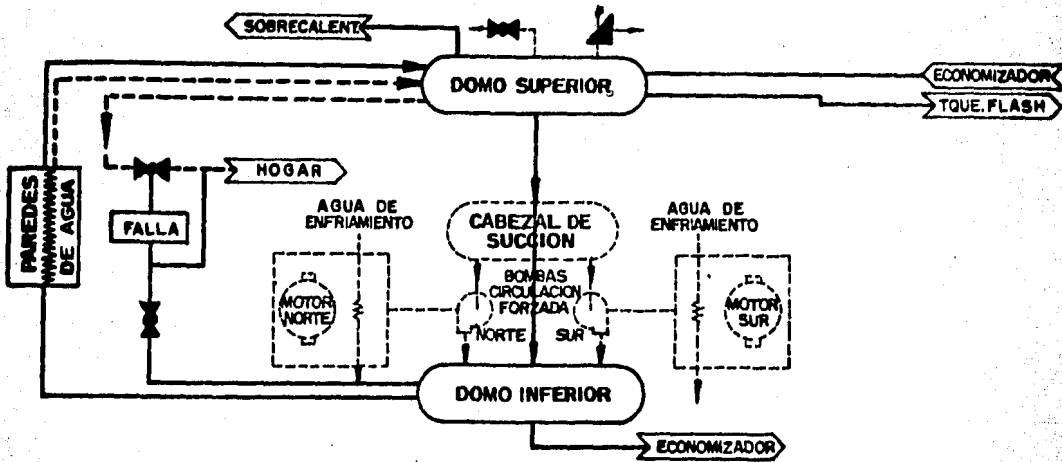 SOBRECALENT.
DOMO SUPERIOR
ECONOMIZADOR
TQUE. FLASH
HOGAR
PAREDES
DE AGUA
FALLA
AGUA DE
ENFRIAMIENTO
CABEZAL DE
SUCCION
AGUA DE
ENFRIAMIENTO
MOTOR
NORTE
BOMBAS
CIRCULACION
FORZADA
NORTE
SUR
MOTOR
SUR
DOMO INFERIOR
ECONOMIZADOR